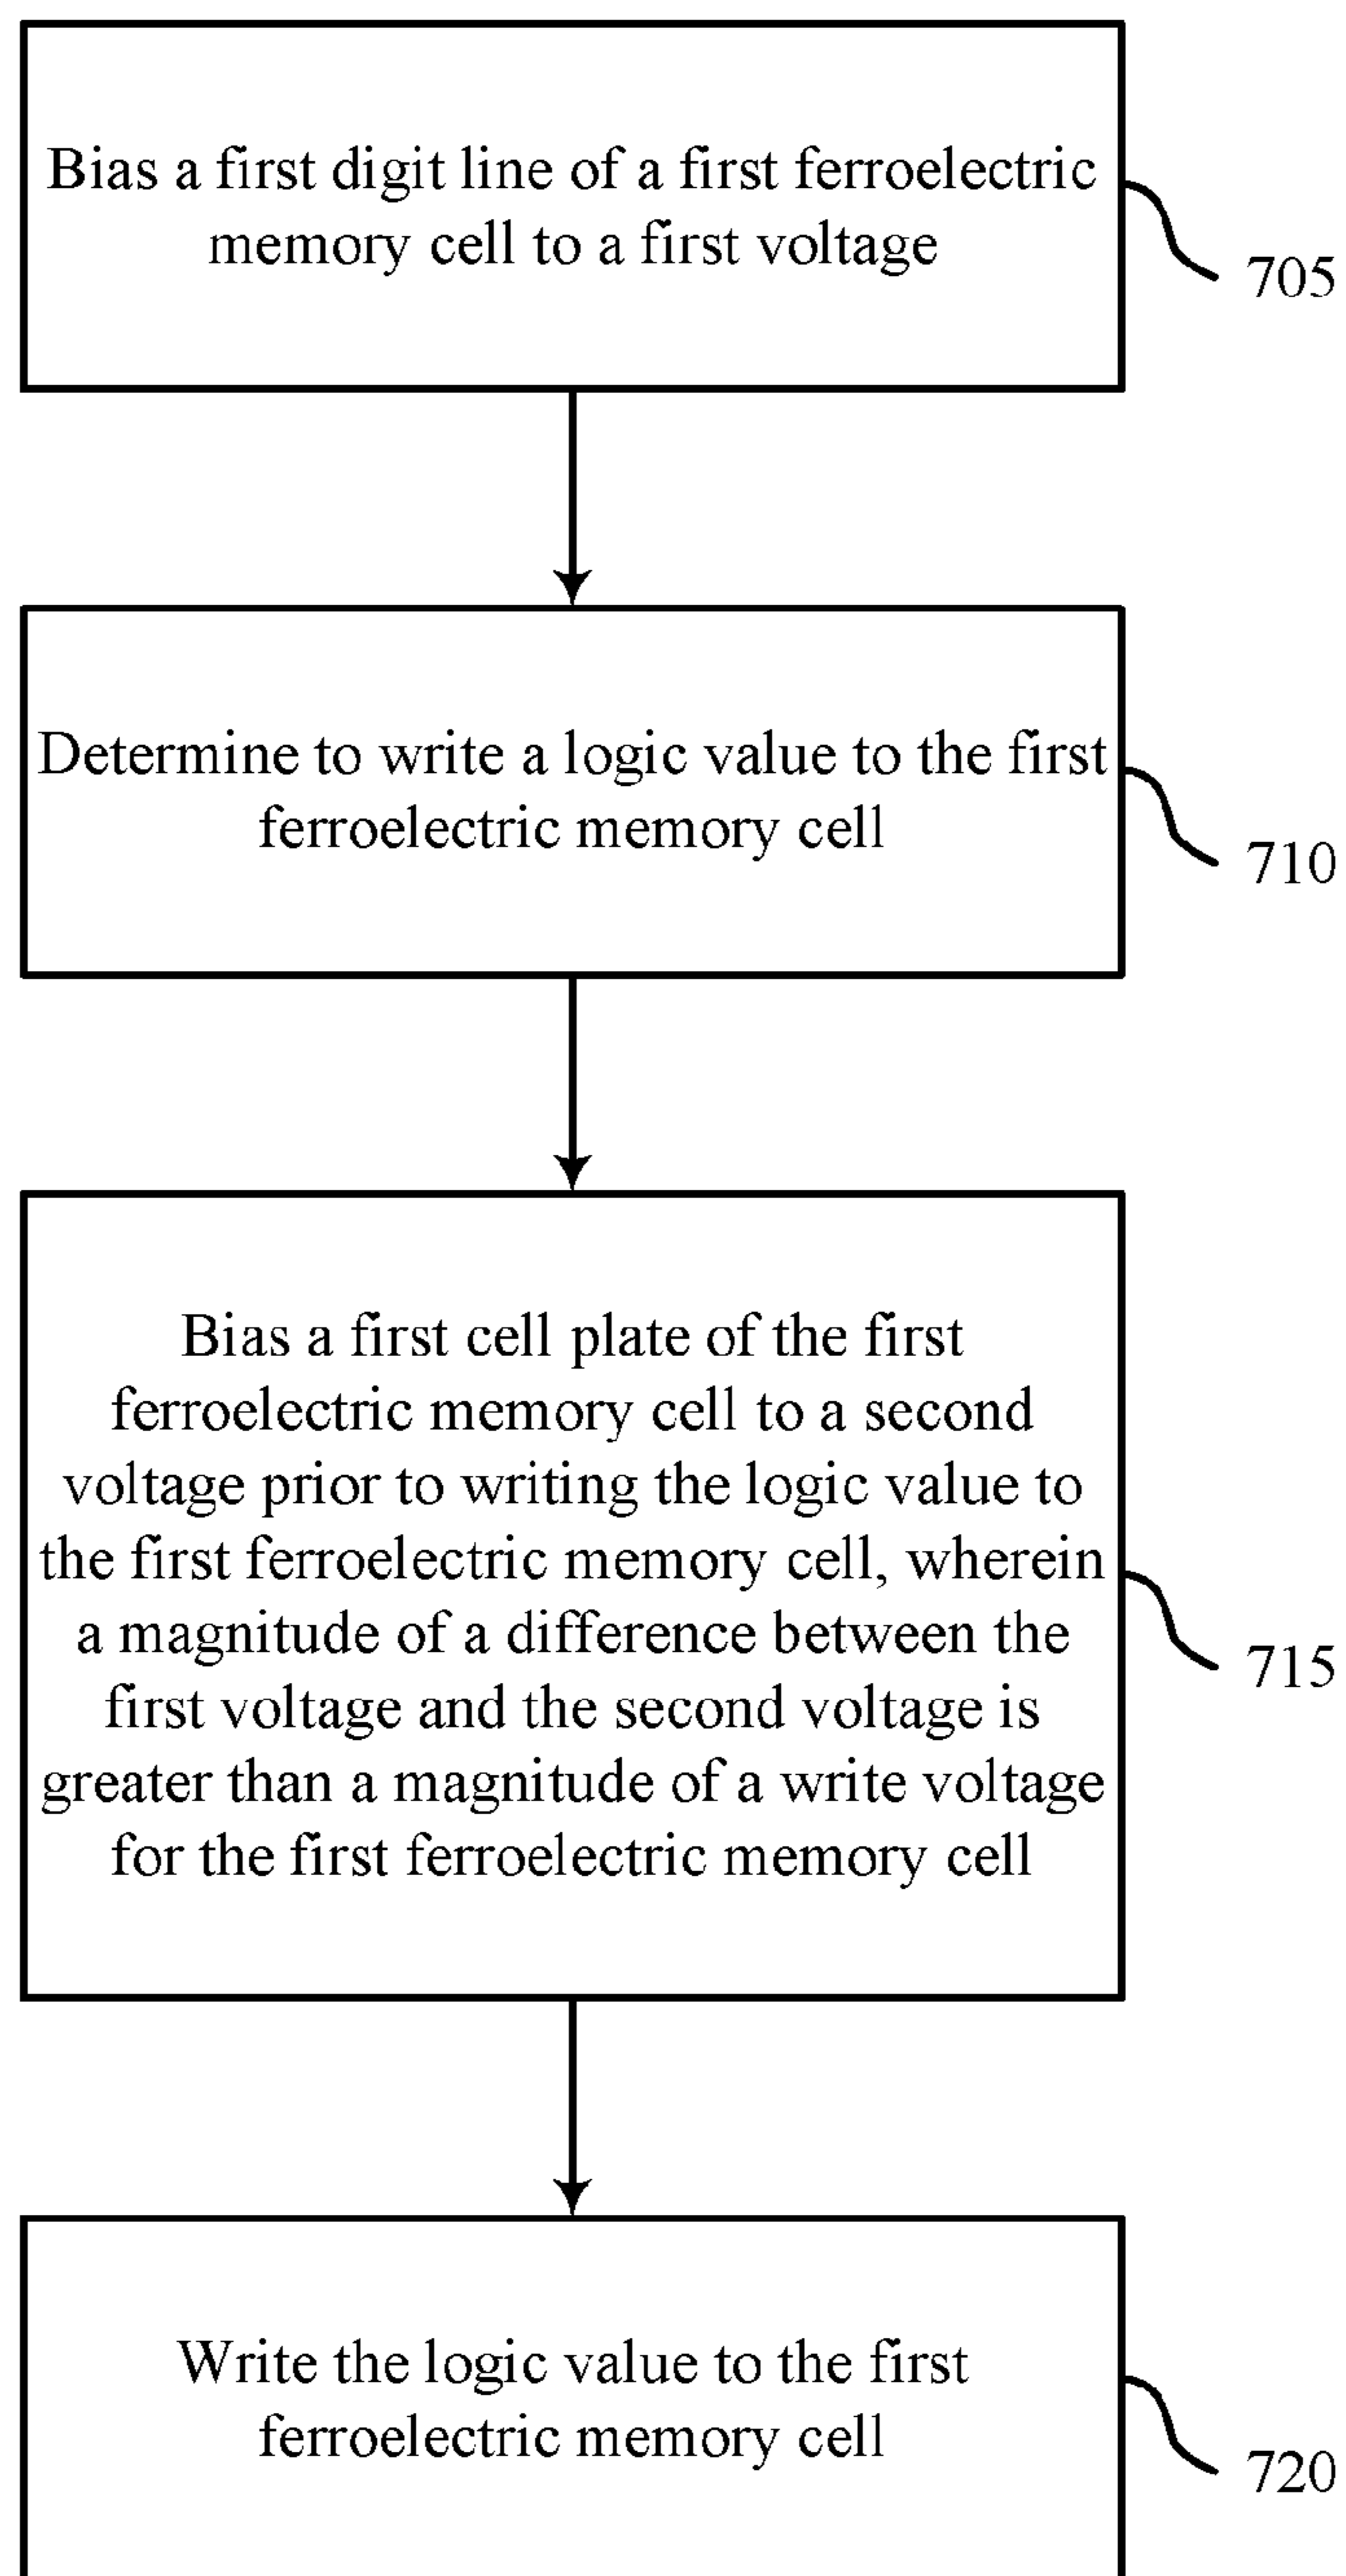 Bias a first digit line of a first ferroelectric
memory cell to a first voltage
705
Determine to write a logic value to the first
ferroelectric memory cell
710
Bias a first cell plate of the first
ferroelectric memory cell to a second
voltage prior to writing the logic value to
the first ferroelectric memory cell, wherein
a magnitude of a difference between the
first voltage and the second voltage is
greater than a magnitude of a write voltage
for the first ferroelectric memory cell
715
Write the logic value to the first
ferroelectric memory cell
720